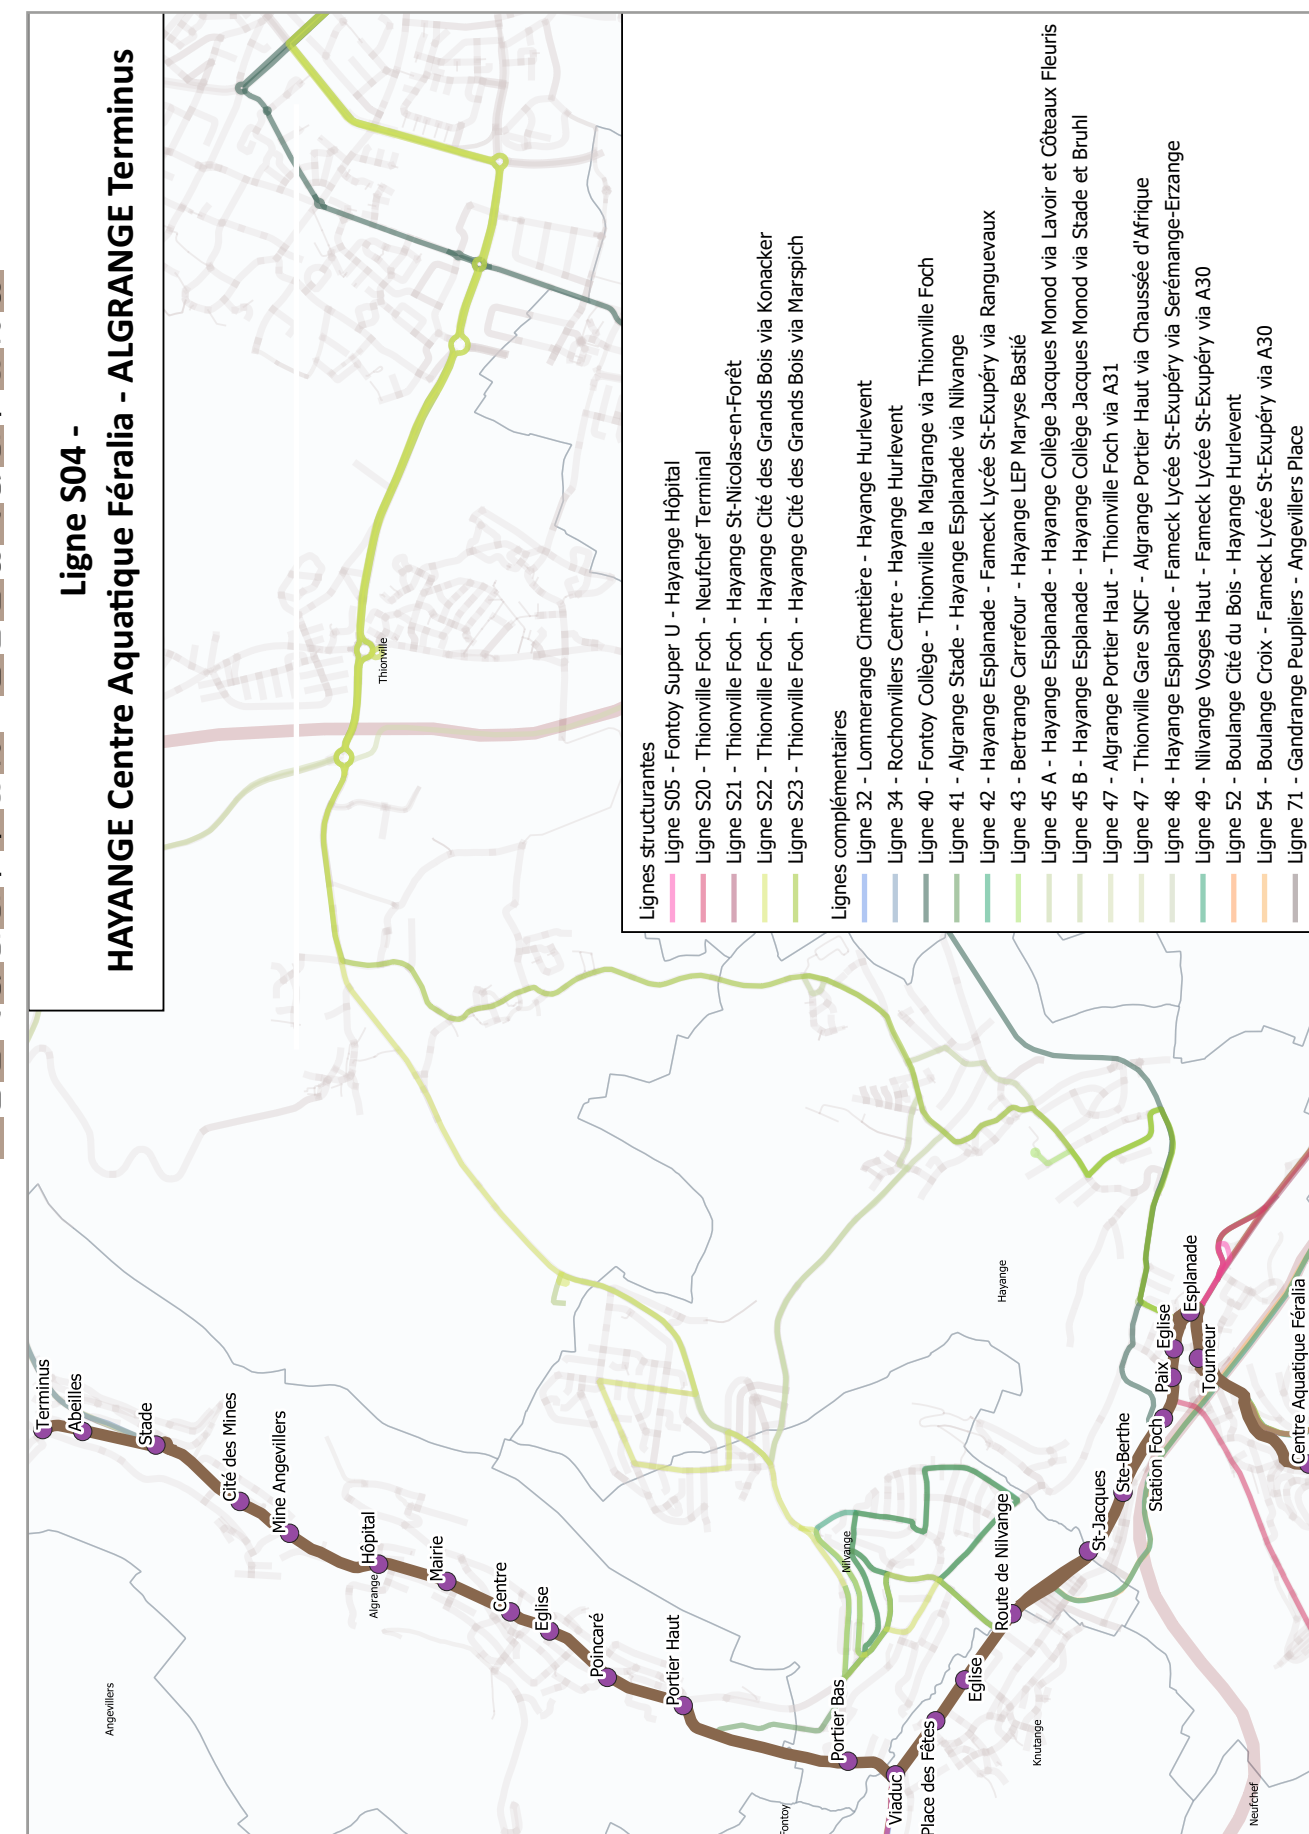 Ligne S04 -
HAYANGE Centre Aquatique Féralia - ALGRANGE Terminus
Lignes structurantes
Ligne S05 - Fontoy Super U - Hayange Hôpital
Ligne S20 - Thionville Foch - Neufchef Terminal
Ligne S21 - Thionville Foch - Hayange St-Nicolas-en-Forêt
Ligne S22 - Thionville Foch - Hayange Cité des Grands Bois via Konacker
Ligne S23 - Thionville Foch - Hayange Cité des Grands Bois via Marspich
Lignes complémentaires
Ligne 32 - Lommerange Cimetière - Hayange Hurlevent
Ligne 34 - Rochonvillers Centre - Hayange Hurlevent
Ligne 40 - Fontoy Collège - Thionville la Malgrange via Thionville Foch
Ligne 41 - Algrange Stade - Hayange Esplanade via Nilvange
Ligne 42 - Hayange Esplanade - Fameck Lycée St-Exupéry via Ranguevaux
Ligne 43 - Bertrange Carrefour - Hayange LEP Maryse Bastié
Ligne 45 A - Hayange Esplanade - Hayange Collège Jacques Monod via Lavoir et Côteaux Fleuris
Ligne 45 B - Hayange Esplanade - Hayange Collège Jacques Monod via Stade et Bruhl
Ligne 47 - Algrange Portier Haut - Thionville Foch via A31
Ligne 47 - Thionville Gare SNCF - Algrange Portier Haut via Chaussée d'Afrique
Ligne 48 - Hayange Esplanade - Fameck Lycée St-Exupéry via Serémange-Erzange
Ligne 49 - Nilvange Vosges Haut - Fameck Lycée St-Exupéry via A30
Ligne 52 - Boulange Cité du Bois - Hayange Hurlevent
Ligne 54 - Boulange Croix - Fameck Lycée St-Exupéry via A30
Ligne 71 - Gandrange Peupliers - Angevillers Place
Thionville
Terminus
Abeilles
Stade
Cité des Mines
Mine Angevillers
Hôpital
Algrange
Mairie
Centre
Eglise
Poincaré
Portier Haut
Portier Bas
Viaduc
Place des Fêtes
Eglise
Route de Nilvange
St-Jacques
Ste-Berthe
Station Foch
Paix
Eglise
Esplanade
Tourneur
Centre Aquatique Féralia
Angevillers
Nilvange
Hayange
Knutange
Fontoy
Neufchef